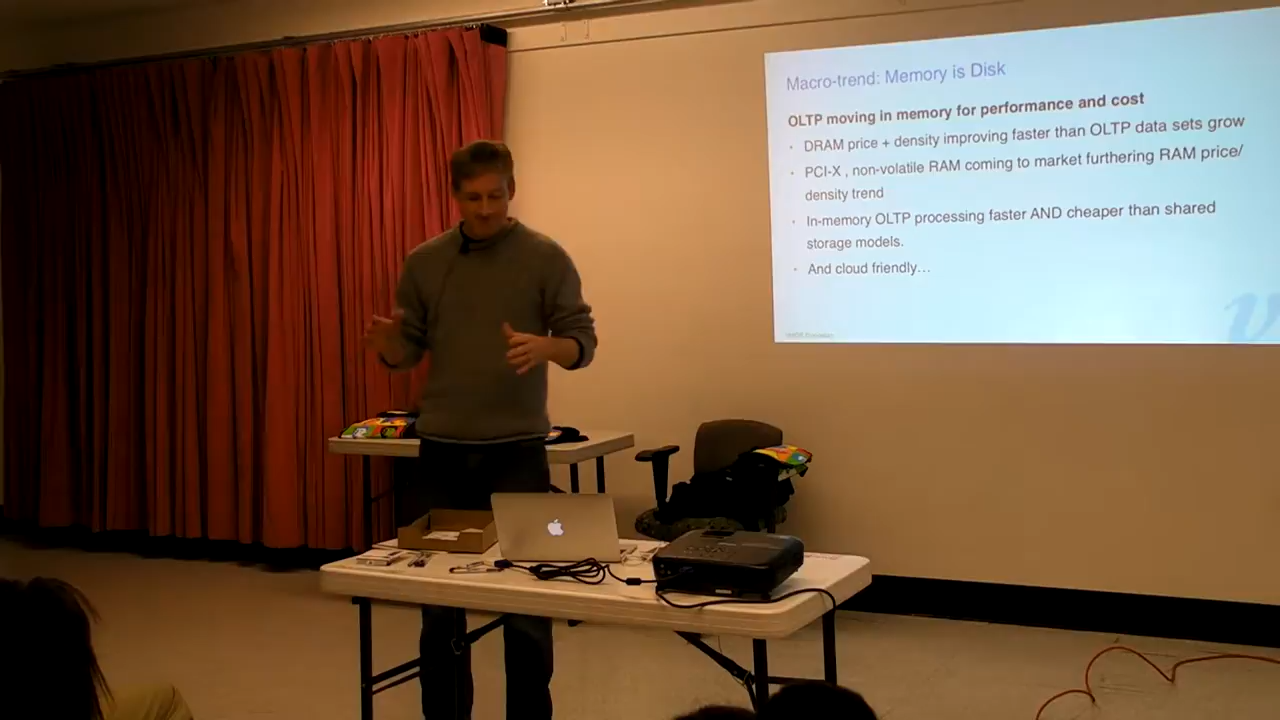 Macro-trend: Memory is Disk
OLTP moving in memory for performance and cost
• DRAM price + density improving faster than OLTP data sets grow
• PCI-X , non-volatile RAM coming to market furthering RAM price/
density trend
• In-memory OLTP processing faster AND cheaper than shared
storage models.
• And cloud friendly…